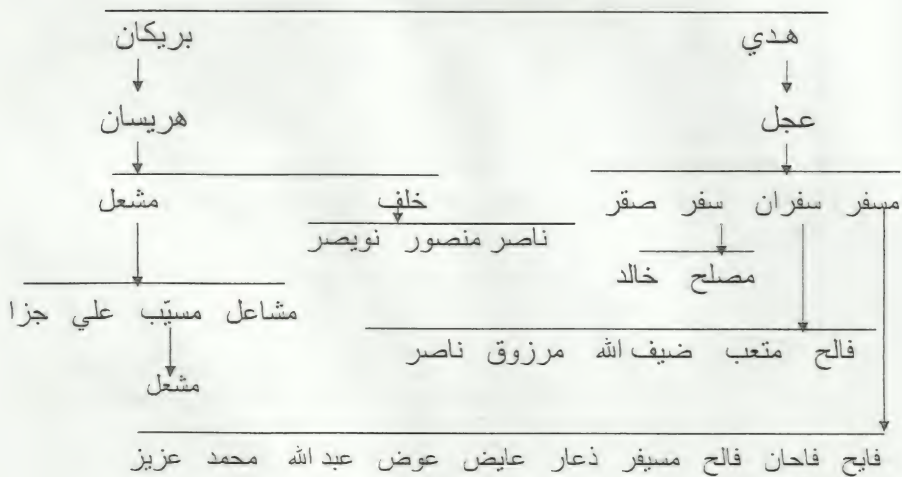 هدي بريكان
عجل هريسان
مسفر سفران سفر صقر خلف مشعل
ناصر منصور نويصر
مصلح خالد
مشاعل مسيّب علي جزا
فالح متعب ضيف الله مرزوق ناصر
مشعل
فايح فاحان فالح مسيفر ذعار عايض عوض عبد الله محمد عزيز